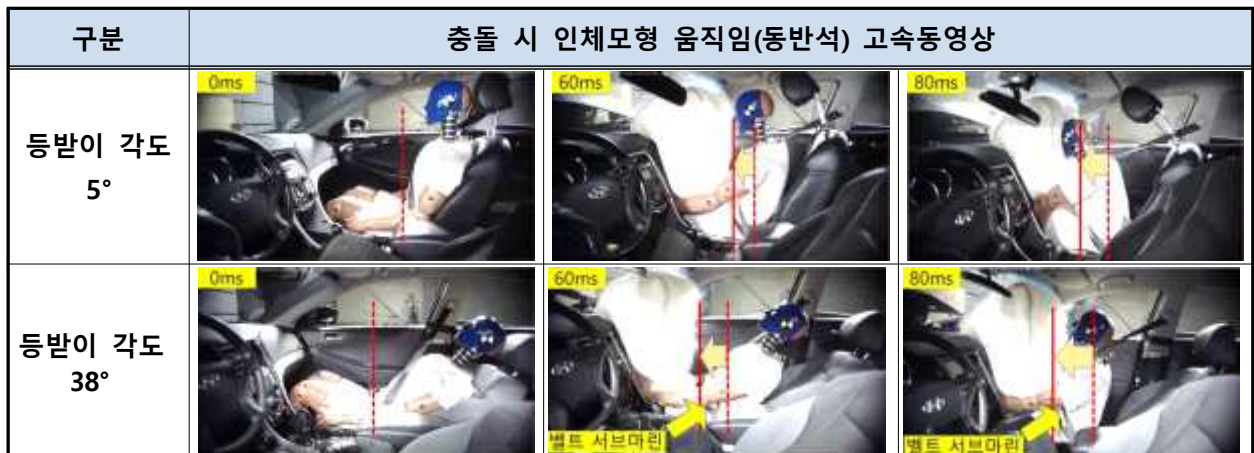 구분
충돌 시 인체모형 움직임(동반석) 고속동영상
등받이 각도
5°
0ms
60ms
80ms
등받이 각도
38°
0ms
60ms
80ms
벨트 서브마린
벨트 서브마린